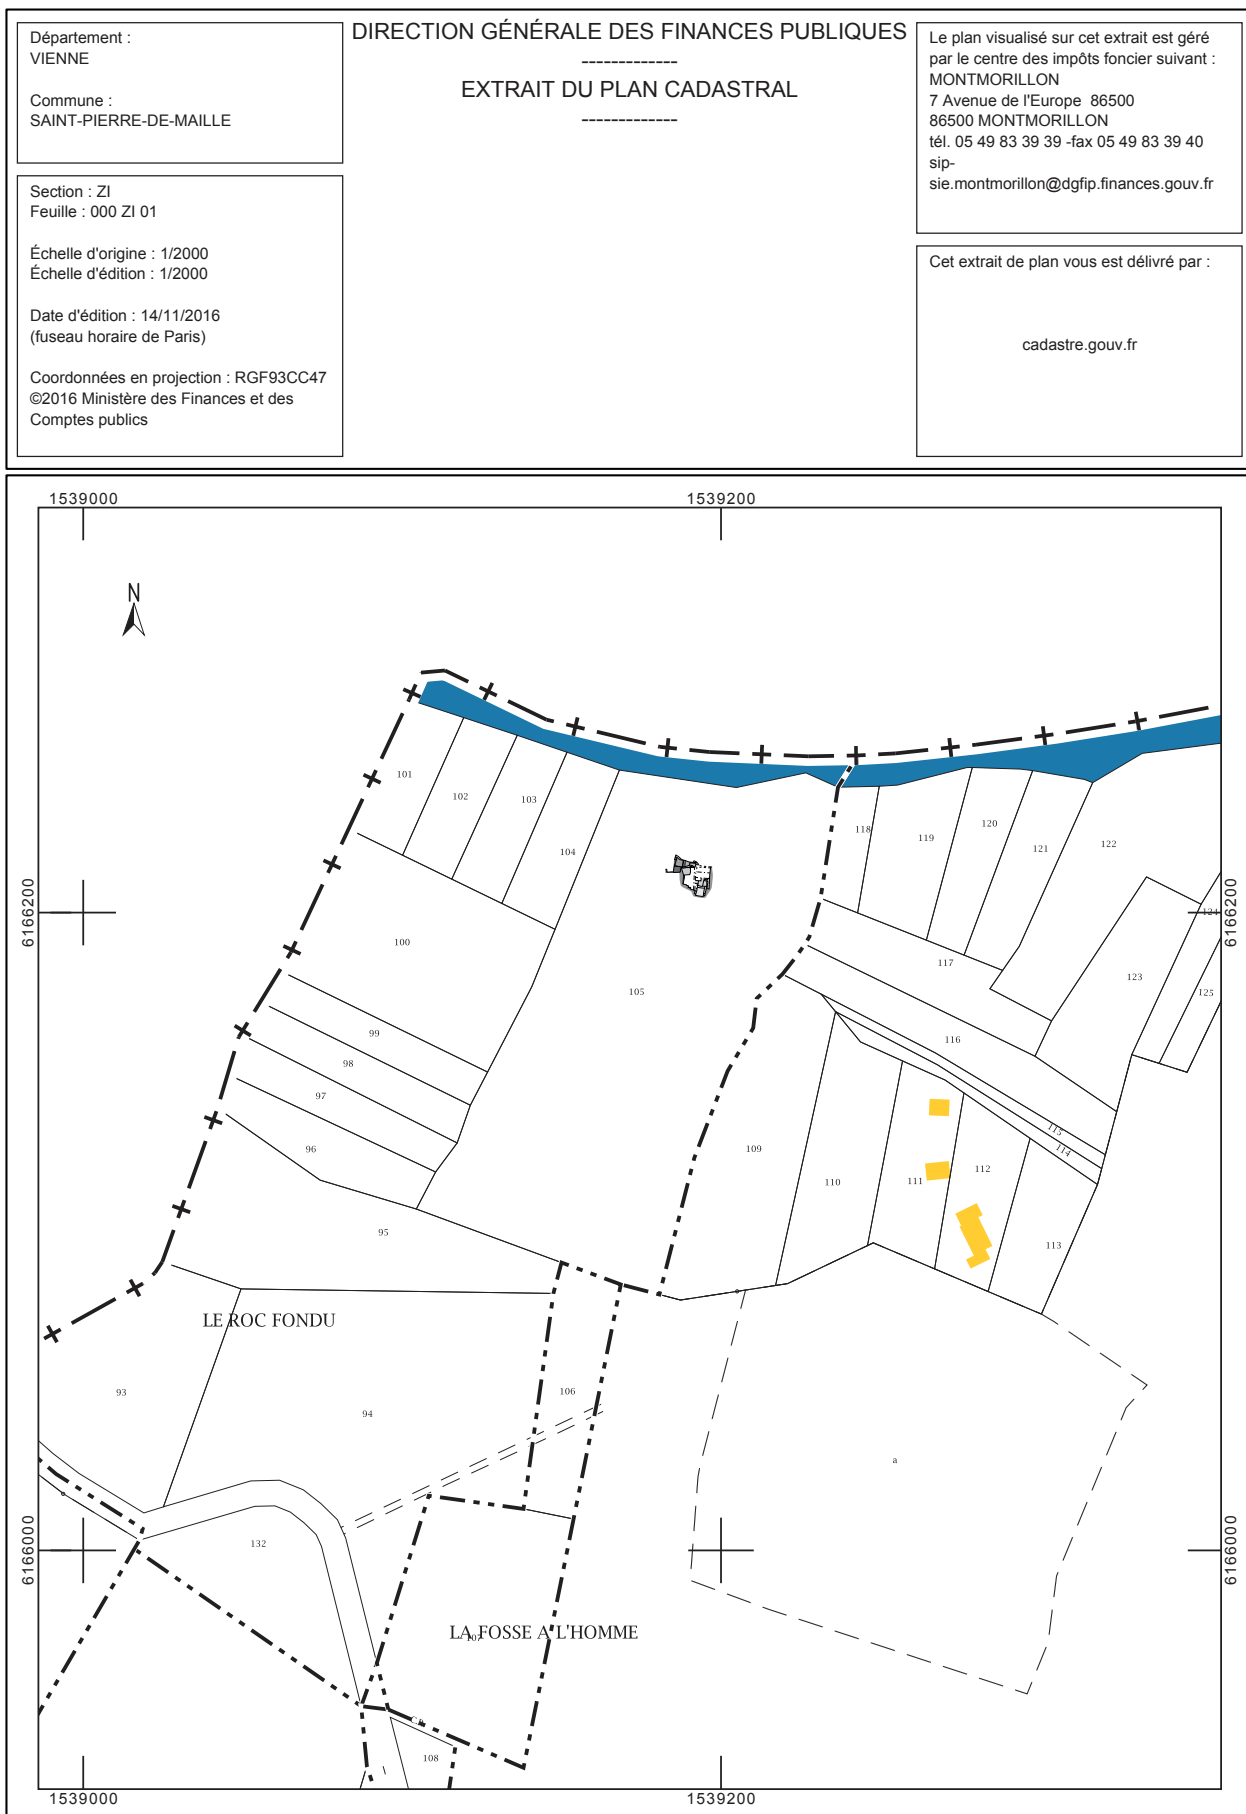 Département :
VIENNE
Commune :
SAINT-PIERRE-DE-MAILLE
Section : ZI
Feuille : 000 ZI 01
Échelle d'origine : 1/2000
Échelle d'édition : 1/2000
Date d'édition : 14/11/2016
(fuseau horaire de Paris)
Coordonnées en projection : RGF93CC47
©2016 Ministère des Finances et des
Comptes publics
DIRECTION GÉNÉRALE DES FINANCES PUBLIQUES
-------------
EXTRAIT DU PLAN CADASTRAL
-------------
Le plan visualisé sur cet extrait est géré
par le centre des impôts foncier suivant :
MONTMORILLON
7 Avenue de l'Europe  86500
86500 MONTMORILLON
tél. 05 49 83 39 39 -fax 05 49 83 39 40
sip-
sie.montmorillon@dgfip.finances.gouv.fr
Cet extrait de plan vous est délivré par :
cadastre.gouv.fr
1539000
1539200
N
101
102
103
104
118
119
120
121
122
6166200
6166200
124
100
105
117
123
125
99
98
116
97
96
109
115
114
110
111
112
95
113
LE ROC FONDU
93
94
106
a
132
6166000
6166000
LA FOSSE A L'HOMME
107
108
1539000
1539200